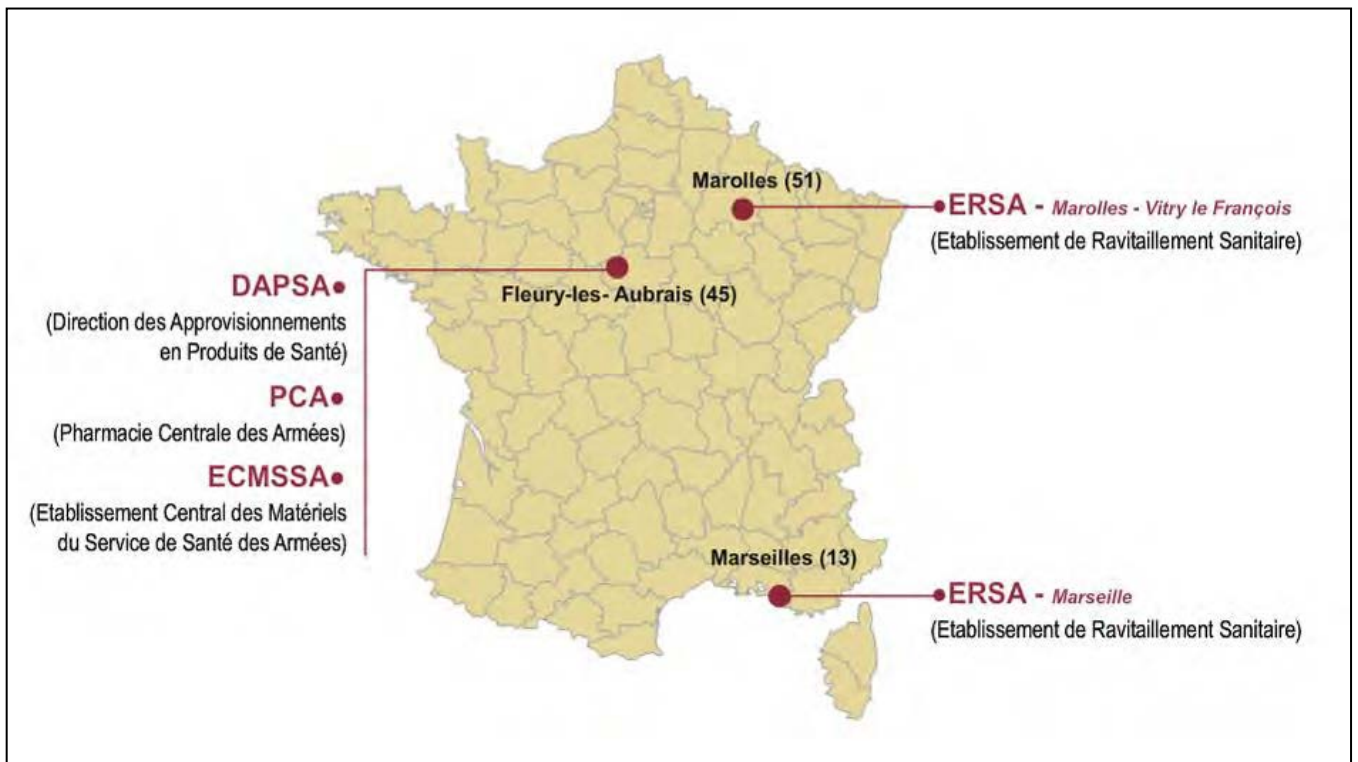 Marolles (51)
ERSA - Marolles - Vitry le François
(Etablissement de Ravitaillement Sanitaire)
DAPSA
(Direction des Approvisionnements
en Produits de Santé)
Fleury-les- Aubrais (45)
PCA
(Pharmacie Centrale des Armées)
ECMSSA
(Etablissement Central des Matériels
du Service de Santé des Armées)
Marseilles (13)
ERSA - Marseille
(Etablissement de Ravitaillement Sanitaire)